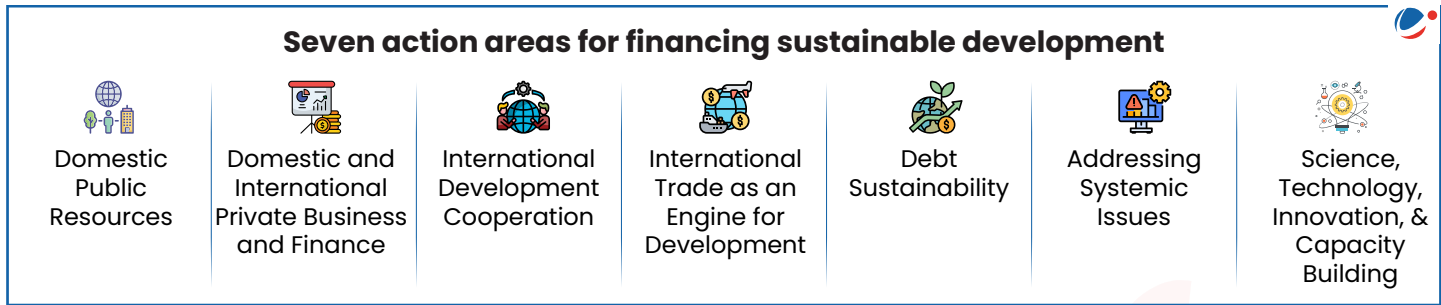 Seven action areas for financing sustainable development
Domestic
Public
Resources
Domestic and
International
Private Business
and Finance
International
Development
Cooperation
International
Trade as an
Engine for
Development
Debt
Sustainability
Addressing
Systemic
Issues
Science,
Technology,
Innovation, &
Capacity
Building